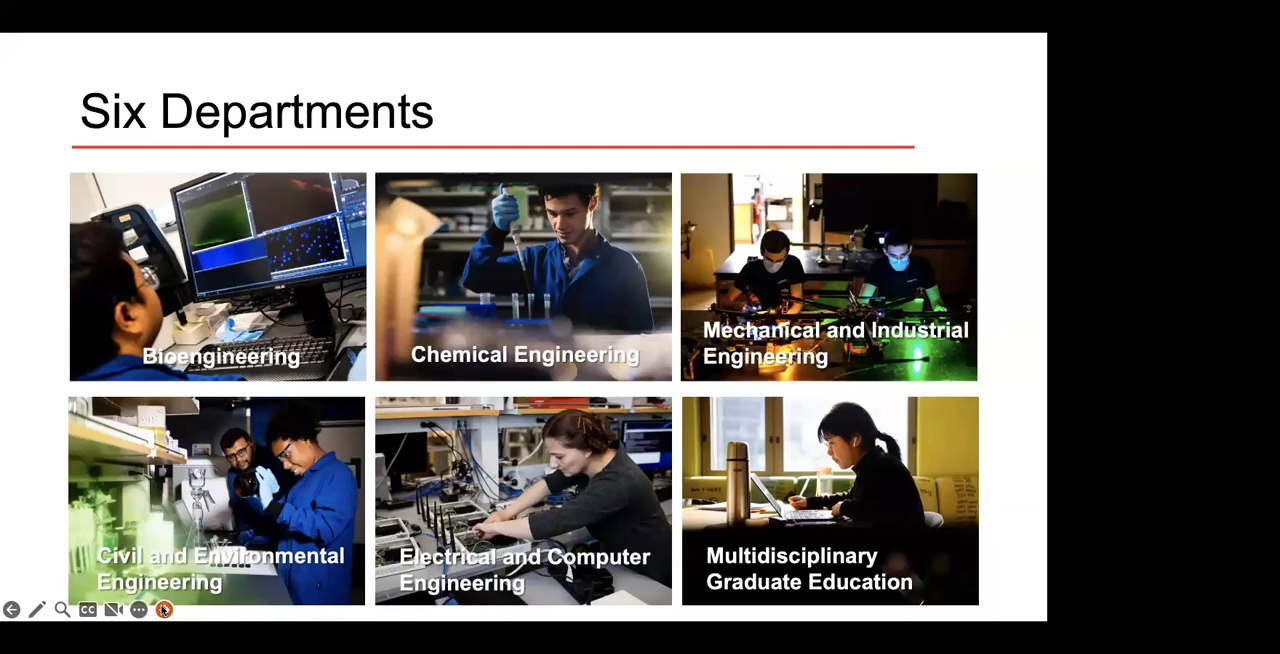 Six Departments
Bioengineering
Chemical Engineering
Mechanical and Industrial
Engineering
Civil and Environmental
Engineering
Electrical and Computer
Engineering
Multidisciplinary
Graduate Education
CC